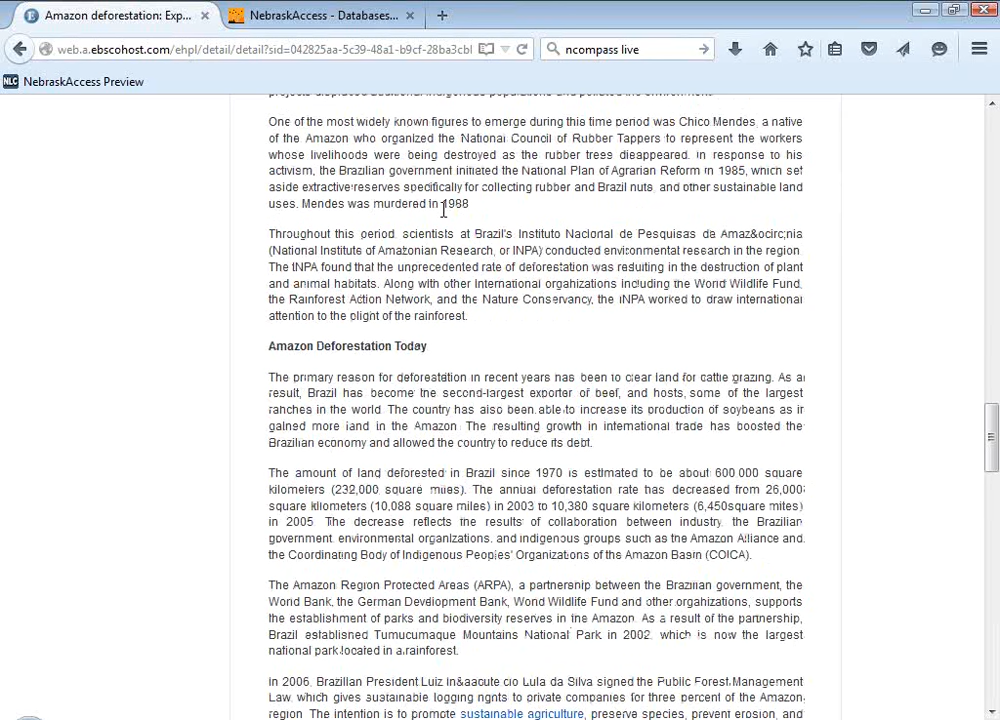 Amazon deforestation: Exp...
NebraskAccess - Databases...
web.a.ebscohost.com/ehpl/detail/detail?sid=042825aa-5c39-48a1-b9cf-28ba3cbl
ncompass live
NLC NebraskAccess Preview
projects displaced additional indigenous populations and polluted the environment.
One of the most widely known figures to emerge during this time period was Chico Mendes, a native
of the Amazon who organized the National Council of Rubber Tappers to represent the workers
whose livelihoods were being destroyed as the rubber trees disappeared. In response to his
activism, the Brazilian government initiated the National Plan of Agrarian Reform in 1985, which set
aside extractive reserves specifically for collecting rubber and Brazil nuts, and other sustainable land
uses. Mendes was murdered in 1988
Throughout this period, scientists at Brazil's Instituto Nacional de Pesquisas da Amaz&ocirc;nia
(National Institute of Amazonian Research, or INPA) conducted environmental research in the region.
The INPA found that the unprecedented rate of deforestation was resulting in the destruction of plant
and animal habitats. Along with other international organizations including the World Wildlife Fund,
the Rainforest Action Network, and the Nature Conservancy, the INPA worked to draw international
attention to the plight of the rainforest.
Amazon Deforestation Today
The primary reason for deforestation in recent years has been to clear land for cattle grazing. As a
result, Brazil has become the second-largest exporter of beef, and hosts some of the largest
ranches in the world. The country has also been able to increase its production of soybeans as it
gained more land in the Amazon. The resulting growth in international trade has boosted the
Brazilian economy and allowed the country to reduce its debt.
The amount of land deforested in Brazil since 1970 is estimated to be about 600,000 square
kilometers (232,000 square miles). The annual deforestation rate has decreased from 26,000
square kilometers (10,088 square miles) in 2003 to 10,380 square kilometers (6,450square miles)
in 2005. The decrease reflects the results of collaboration between industry, the Brazilian
government, environmental organizations, and indigenous groups such as the Amazon Alliance and
the Coordinating Body of Indigenous Peoples' Organizations of the Amazon Basin (COICA).
The Amazon Region Protected Areas (ARPA), a partnership between the Brazilian government, the
World Bank, the German Development Bank, World Wildlife Fund and other organizations, supports
the establishment of parks and biodiversity reserves in the Amazon. As a result of the partnership,
Brazil established Tumucumaque Mountains National Park in 2002, which is now the largest
national park located in a rainforest.
In 2006, Brazilian President Luiz In&aacute cio Lula da Silva signed the Public Forest Management
Law, which gives sustainable logging rights to private companies for three percent of the Amazon
region. The intention is to promote sustainable agriculture, preserve species, prevent erosion, and